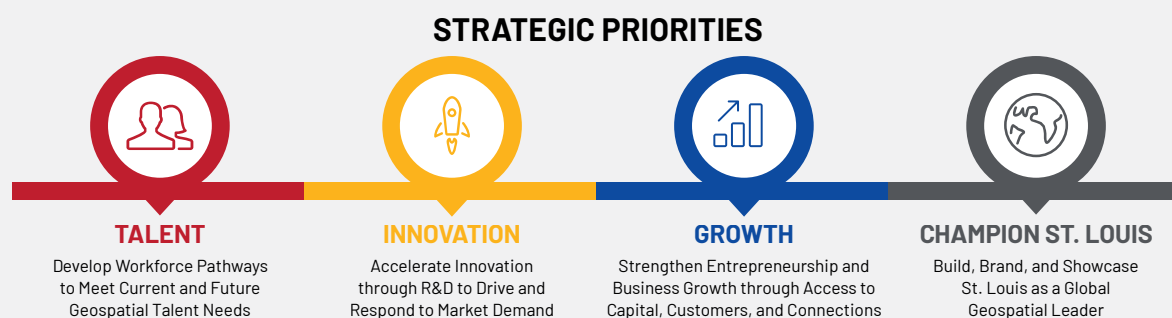 STRATEGIC PRIORITIES
TALENT
Develop Workforce Pathways
to Meet Current and Future
Geospatial Talent Needs
INNOVATION
Accelerate Innovation
through R&D to Drive and
Respond to Market Demand
GROWTH
Strengthen Entrepreneurship and
Business Growth through Access to
Capital, Customers, and Connections
CHAMPION ST. LOUIS
Build, Brand, and Showcase
St. Louis as a Global
Geospatial Leader